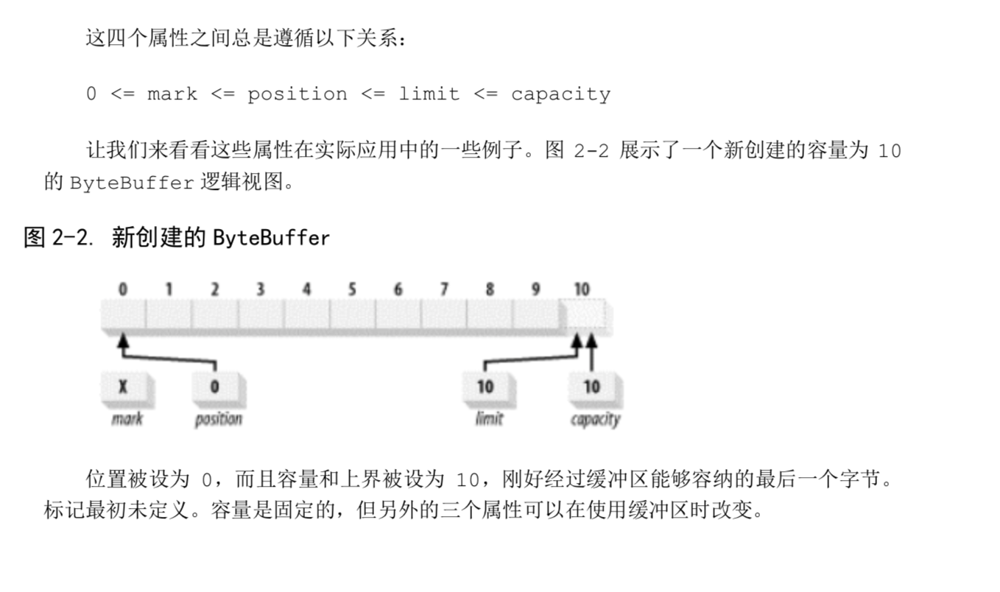 这四个属性之间总是遵循以下关系：
0 <= mark <= position <= limit <= capacity
让我们来看看这些属性在实际应用中的一些例子。图 2-2 展示了一个新创建的容量为 10
的 ByteBuffer 逻辑视图。
图 2-2. 新创建的 ByteBuffer
0 1 2 3 4 5 6 7 8 9 10
X 0 10 10
mark position limit capacity
位置被设为 0，而且容量和上界被设为 10，刚好经过缓冲区能够容纳的最后一个字节。
标记最初未定义。容量是固定的，但另外的三个属性可以在使用缓冲区时改变。